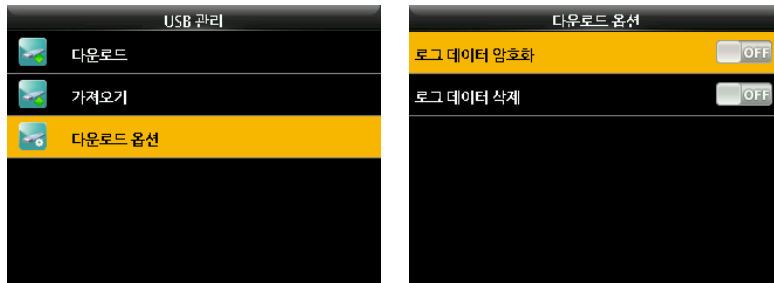 USB 관리
다운로드
가져오기
다운로드 옵션
다운로드 옵션
로그 데이터 암호화 OFF
로그 데이터 삭제 OFF